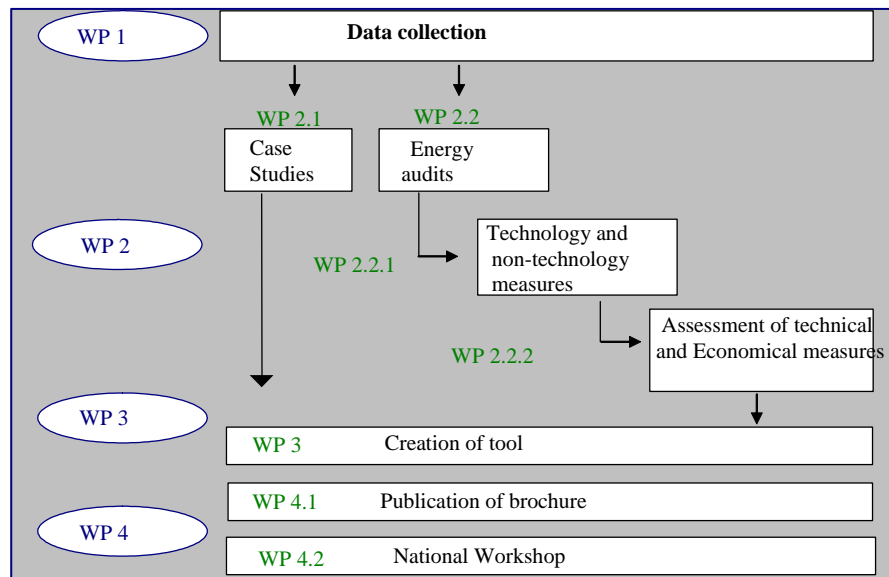 WP 1
Data collection
WP 2.1
WP 2.2
Case
Studies
Energy
audits
WP 2
WP 2.2.1
Technology and
non-technology
measures
WP 2.2.2
Assessment of technical
and Economical measures
WP 3
WP 3 Creation of tool
WP 4.1 Publication of brochure
WP 4
WP 4.2 National Workshop